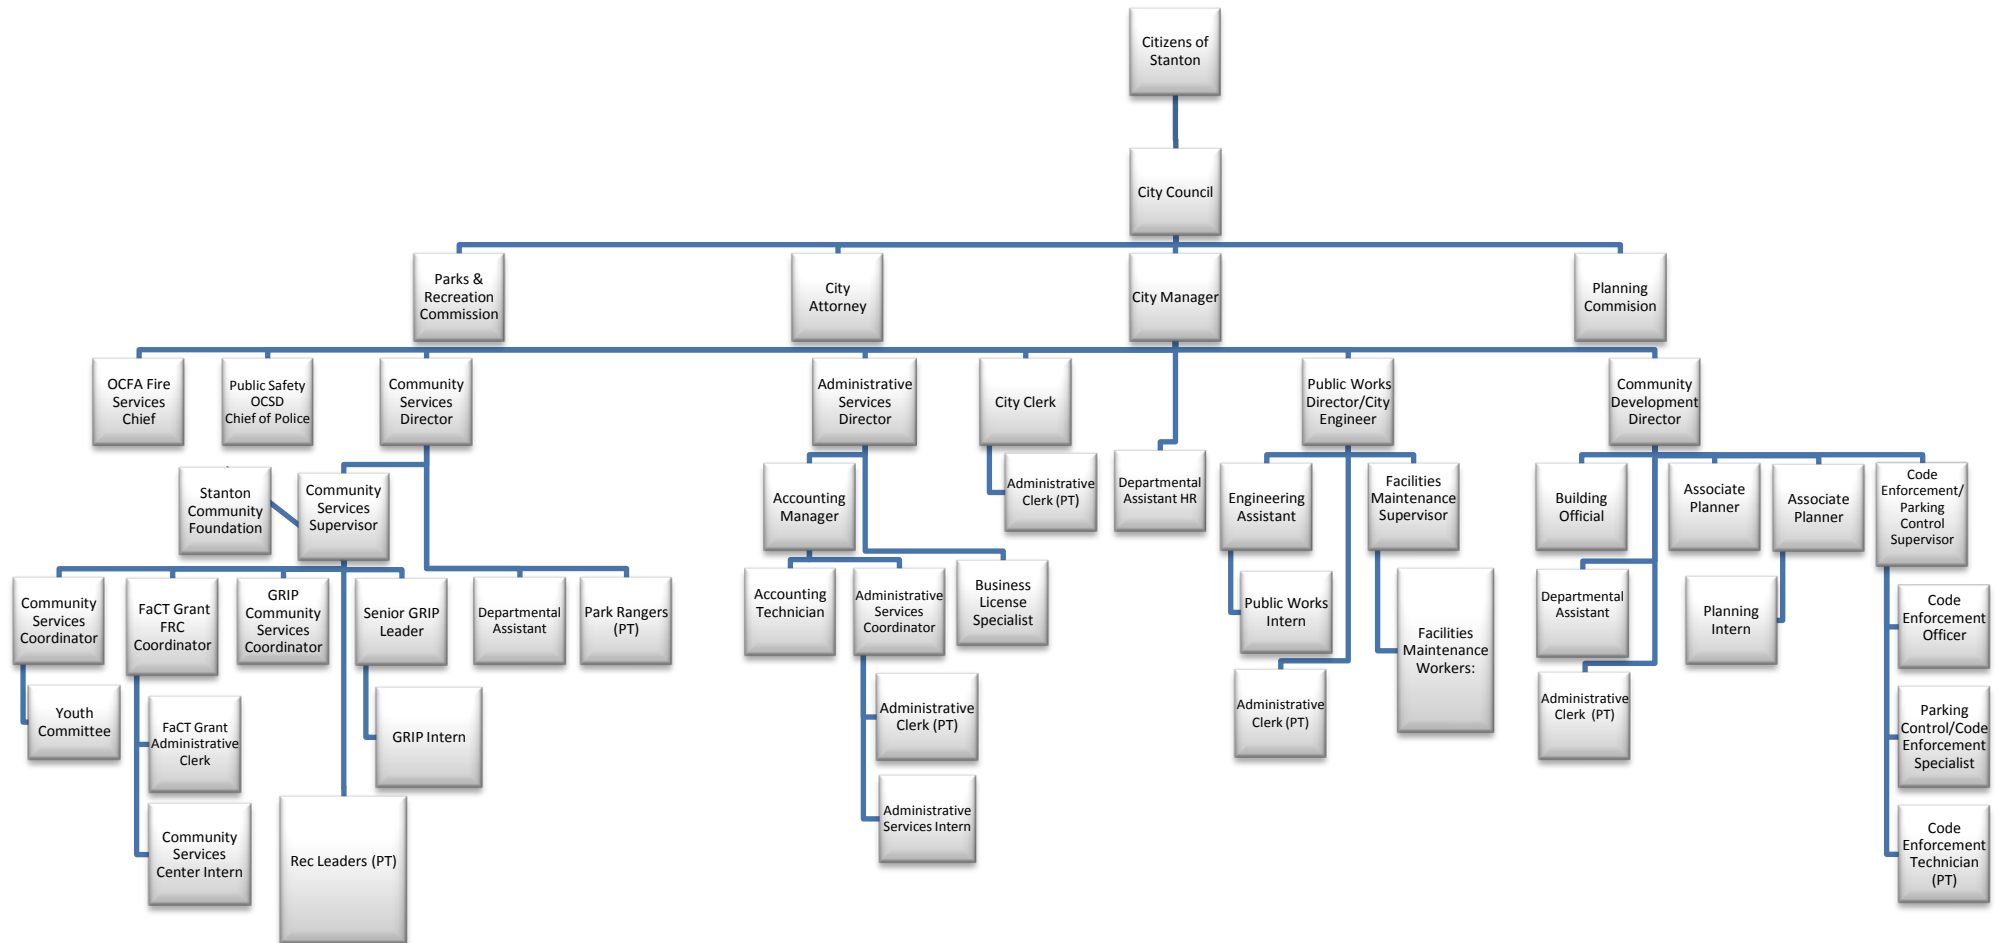 Citizens of
Stanton
City Council
Parks &
Recreation
Commission
City
Attorney
City Manager
Planning
Commision
OCFA Fire
Services
Chief
Public Safety
OCSD
Chief of Police
Community
Services
Director
Administrative
Services
Director
City Clerk
Public Works
Director/City
Engineer
Community
Development
Director
Stanton
Community
Foundation
Community
Services
Supervisor
Accounting
Manager
Administrative
Clerk (PT)
Departmental
Assistant HR
Engineering
Assistant
Facilities
Maintenance
Supervisor
Building
Official
Associate
Planner
Associate
Planner
Code
Enforcement/
Parking
Control
Supervisor
Community
Services
Coordinator
FaCT Grant
FRC
Coordinator
GRIP
Community
Services
Coordinator
Senior GRIP
Leader
Departmental
Assistant
Park Rangers
(PT)
Accounting
Technician
Administrative
Services
Coordinator
Business
License
Specialist
Public Works
Intern
Facilities
Maintenance
Workers:
Departmental
Assistant
Planning
Intern
Code
Enforcement
Officer
Youth
Committee
FaCT Grant
Administrative
Clerk
GRIP Intern
Administrative
Clerk (PT)
Administrative
Clerk (PT)
Administrative
Clerk  (PT)
Parking
Control/Code
Enforcement
Specialist
Community
Services
Center Intern
Rec Leaders (PT)
Administrative
Services Intern
Code
Enforcement
Technician
(PT)